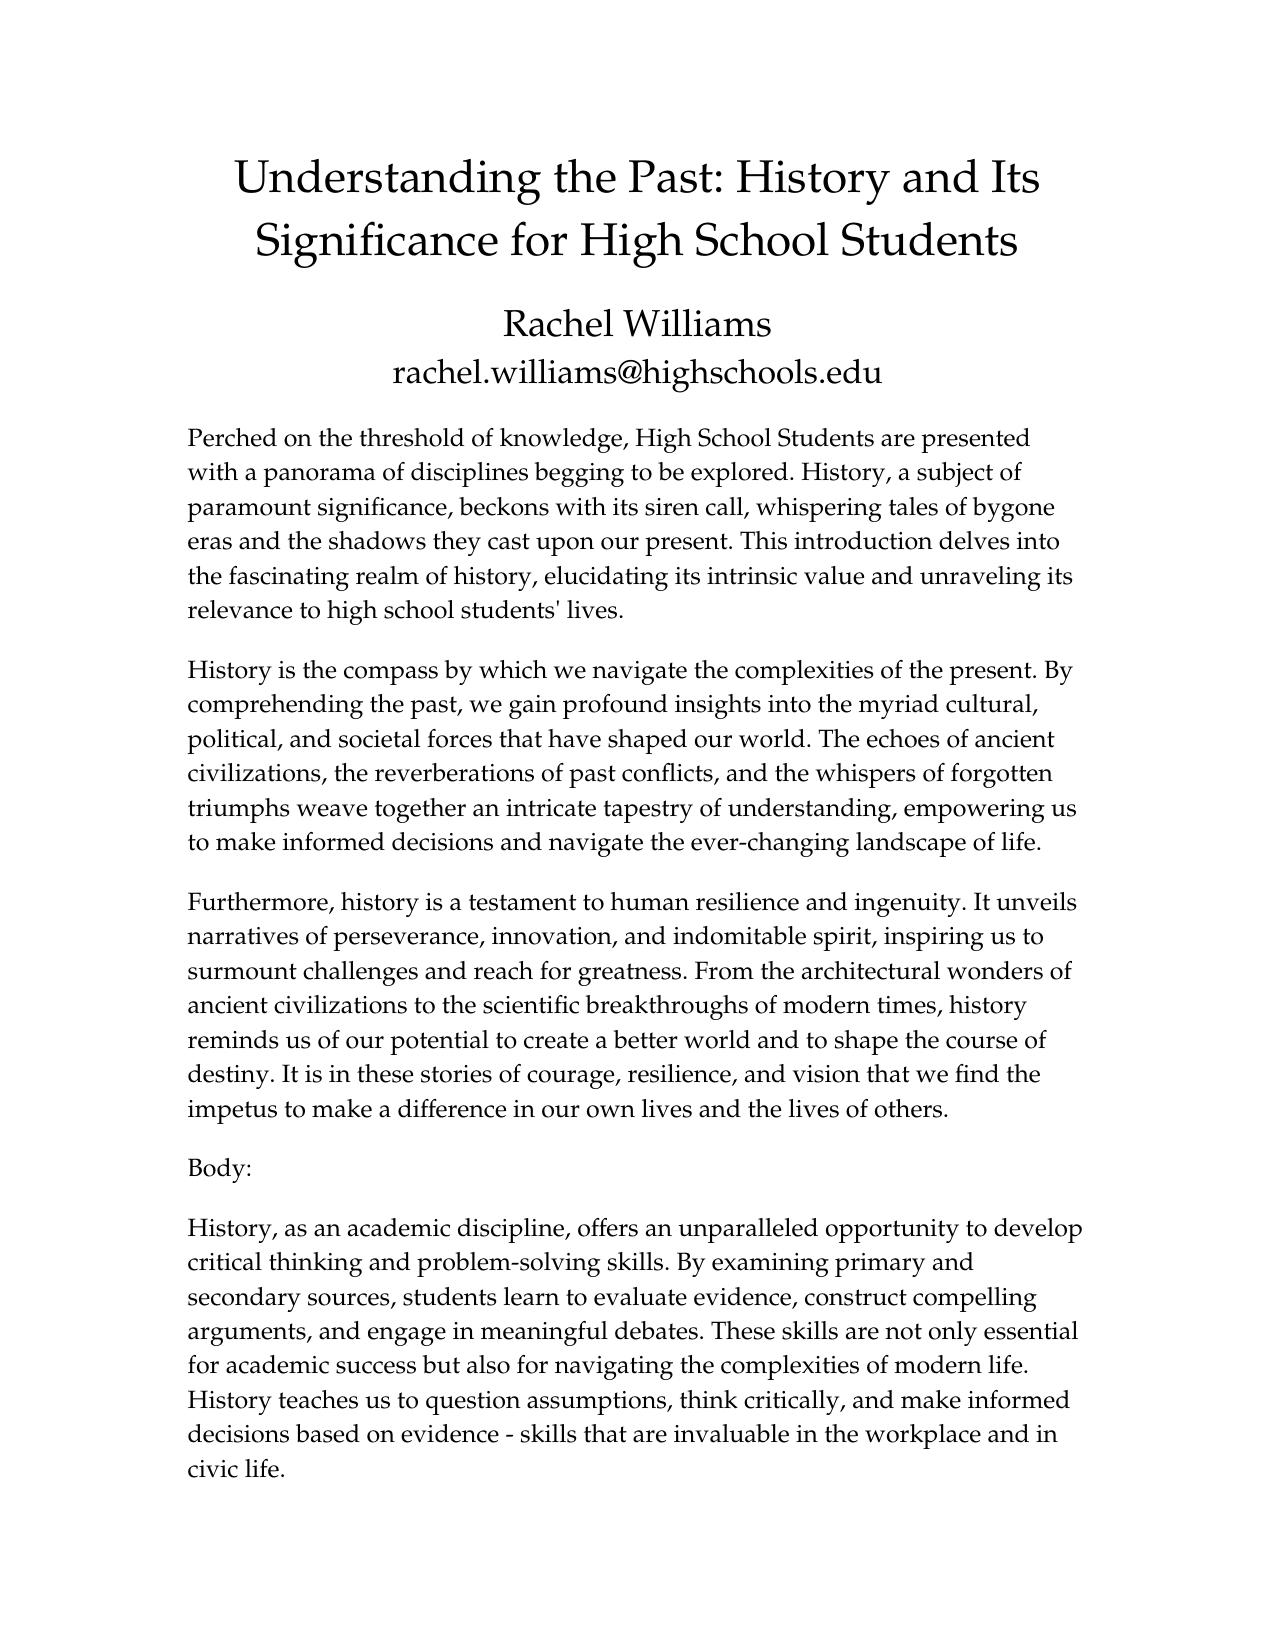 Understanding the Past: History and Its
Significance for High School Students
Rachel Williams
rachel.williams@highschools.edu
Perched on the threshold of knowledge, High School Students are presented
with a panorama of disciplines begging to be explored. History, a subject of
paramount significance, beckons with its siren call, whispering tales of bygone
eras and the shadows they cast upon our present. This introduction delves into
the fascinating realm of history, elucidating its intrinsic value and unraveling its
relevance to high school students' lives.
History is the compass by which we navigate the complexities of the present. By
comprehending the past, we gain profound insights into the myriad cultural,
political, and societal forces that have shaped our world. The echoes of ancient
civilizations, the reverberations of past conflicts, and the whispers of forgotten
triumphs weave together an intricate tapestry of understanding, empowering us
to make informed decisions and navigate the ever-changing landscape of life.
Furthermore, history is a testament to human resilience and ingenuity. It unveils
narratives of perseverance, innovation, and indomitable spirit, inspiring us to
surmount challenges and reach for greatness. From the architectural wonders of
ancient civilizations to the scientific breakthroughs of modern times, history
reminds us of our potential to create a better world and to shape the course of
destiny. It is in these stories of courage, resilience, and vision that we find the
impetus to make a difference in our own lives and the lives of others.
Body:
History, as an academic discipline, offers an unparalleled opportunity to develop
critical thinking and problem-solving skills. By examining primary and
secondary sources, students learn to evaluate evidence, construct compelling
arguments, and engage in meaningful debates. These skills are not only essential
for academic success but also for navigating the complexities of modern life.
History teaches us to question assumptions, think critically, and make informed
decisions based on evidence - skills that are invaluable in the workplace and in
civic life.